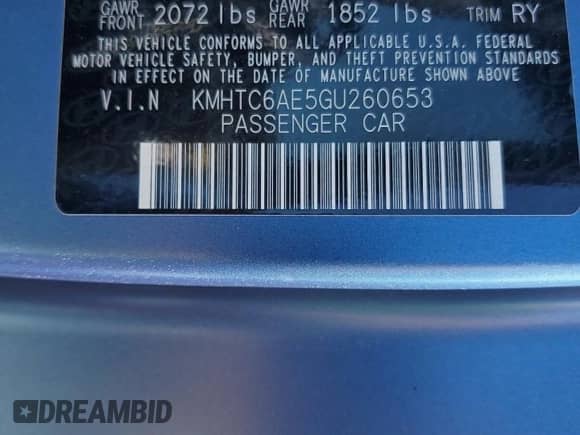 GAWR FRONT 2072 lbs GAWR REAR 1852 lbs TRIM RY
THIS VEHICLE CONFORMS TO ALL APPLICABLE U.S.A. FEDERAL
MOTOR VEHICLE SAFETY, BUMPER, AND THEFT PREVENTION STANDARDS
IN EFFECT ON THE DATE OF MANUFACTURE SHOWN ABOVE
V.I.N KMHTC6AE5GU260653
PASSENGER CAR
DREAMBID